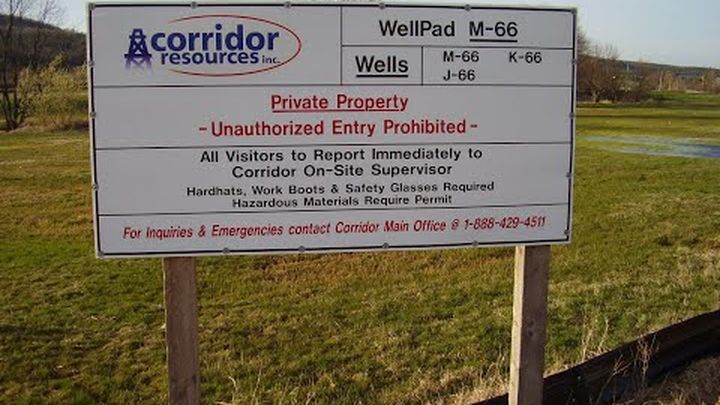 corridor
resources inc.
WellPad M-66
Wells
M-66 K-66
J-66
Private Property
- Unauthorized Entry Prohibited -
All Visitors to Report Immediately to
Corridor On-Site Supervisor
Hardhats, Work Boots & Safety Glasses Required
Hazardous Materials Require Permit
For Inquiries & Emergencies contact Corridor Main Office @ 1-888-429-4511